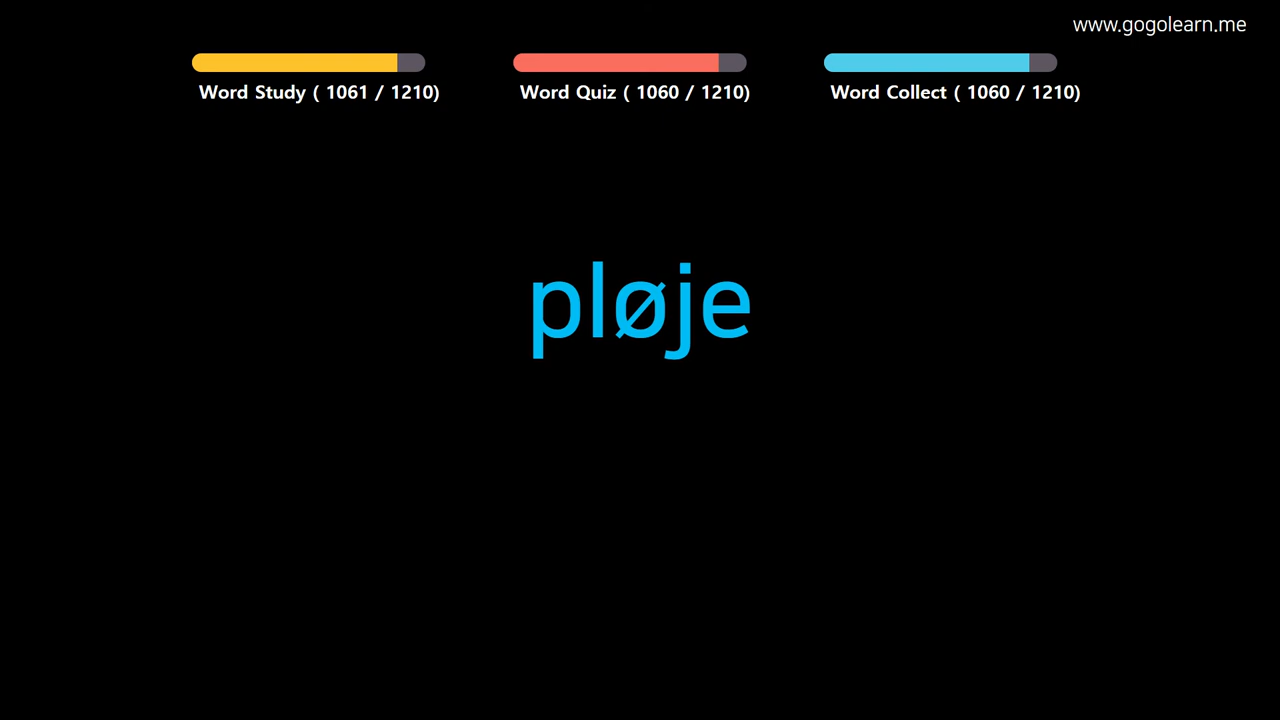 www.gogolearn.me
Word Study ( 1061 / 1210)
Word Quiz ( 1060 / 1210)
Word Collect ( 1060 / 1210)
pløje